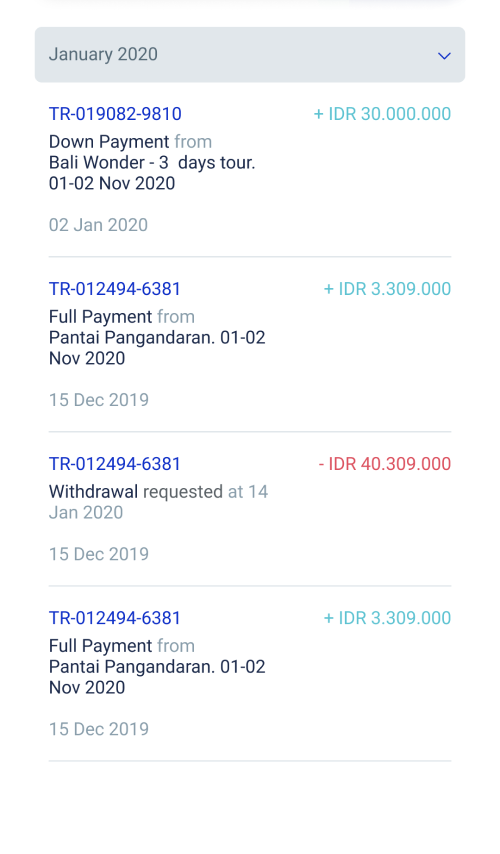 January 2020
TR-019082-9810 + IDR 30.000.000
Down Payment from
Bali Wonder - 3  days tour.
01-02 Nov 2020
02 Jan 2020
TR-012494-6381 + IDR 3.309.000
Full Payment from
Pantai Pangandaran. 01-02
Nov 2020
15 Dec 2019
TR-012494-6381 - IDR 40.309.000
Withdrawal requested at 14
Jan 2020
15 Dec 2019
TR-012494-6381 + IDR 3.309.000
Full Payment from
Pantai Pangandaran. 01-02
Nov 2020
15 Dec 2019